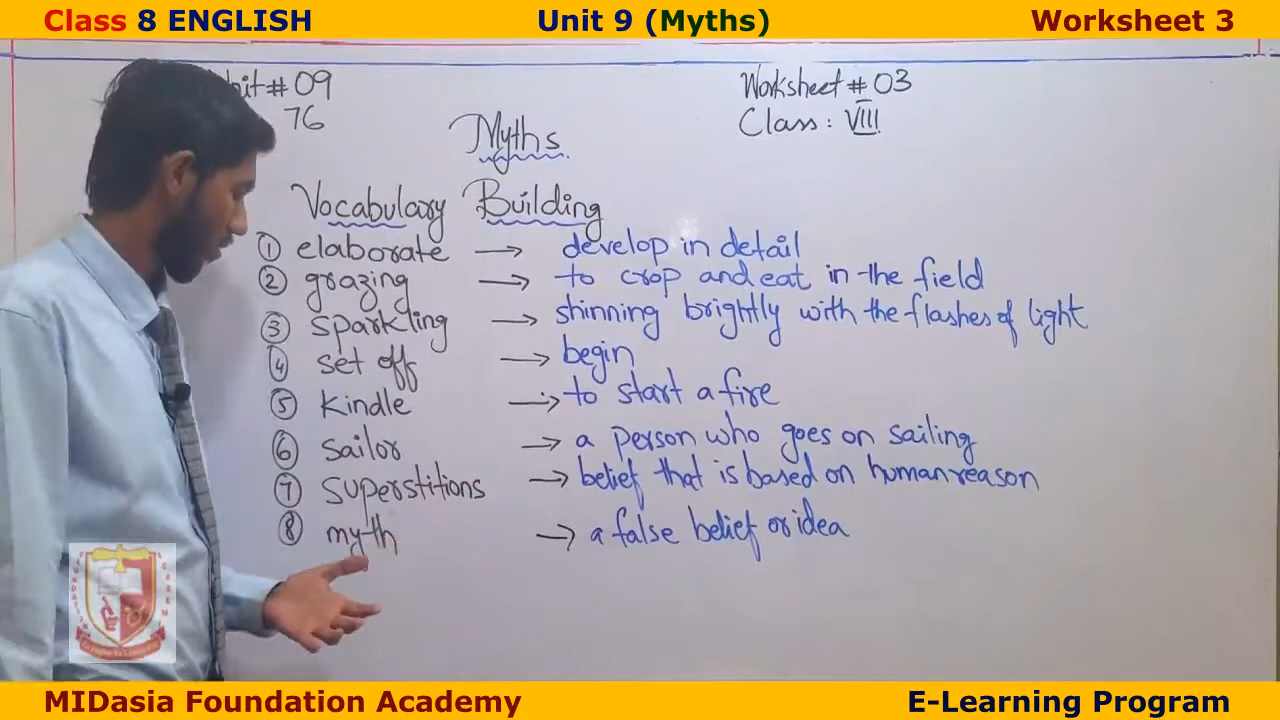 Class 8 ENGLISH Unit 9 (Myths) Worksheet 3
# 09 Worksheet # 03
76 Class : VIII
Myths
Vocabulary Building
① elaborate → develop in detail
② grazing → to crop and eat in the field
③ sparkling → shinning brightly with the flashes of light
④ set off → begin
⑤ Kindle → to start a fire
⑥ Sailor → a person who goes on sailing
⑦ Superstitions → belief that is based on human reason
⑧ myth → a false belief or idea
MIDasia Foundation Academy E-Learning Program